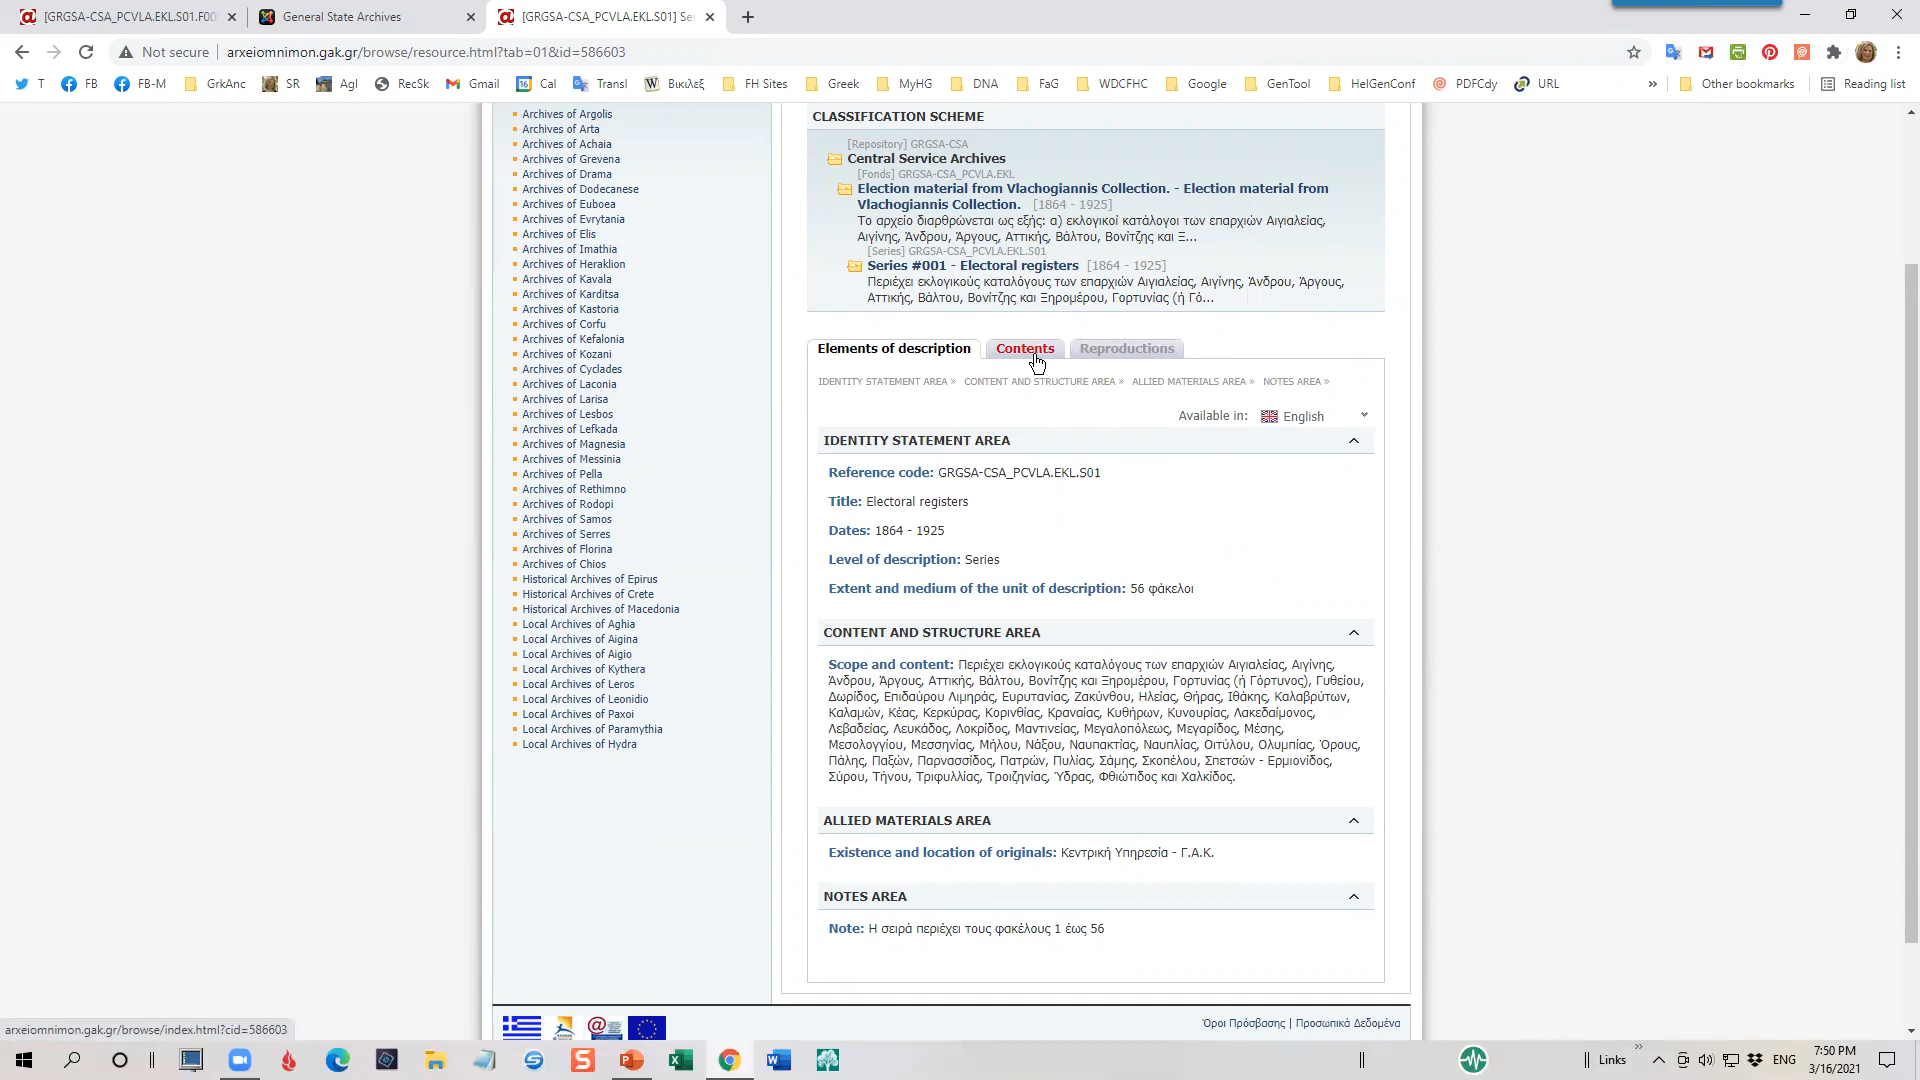 [GRGSA-CSA_PCVLA.EKL.S01.F00
General State Archives
[GRGSA-CSA_PCVLA.EKL.S01] Se
Not secure
arxeiomnimon.gak.gr/browse/resource.html?tab=01&id=586603
T
FB
FB-M
GrkAnc
SR
Agl
RecSk
Gmail
Cal
Transl
Βικιλεξ
FH Sites
Greek
MyHG
DNA
FaG
WDCFHC
Google
GenTool
HelGenConf
PDFCdy
URL
»
Other bookmarks
Reading list
Archives of Argolis
Archives of Arta
Archives of Achaia
Archives of Grevena
Archives of Drama
Archives of Dodecanese
Archives of Euboea
Archives of Evrytania
Archives of Elis
Archives of Imathia
Archives of Heraklion
Archives of Kavala
Archives of Karditsa
Archives of Kastoria
Archives of Corfu
Archives of Kefalonia
Archives of Kozani
Archives of Cyclades
Archives of Laconia
Archives of Larisa
Archives of Lesbos
Archives of Lefkada
Archives of Magnesia
Archives of Messinia
Archives of Pella
Archives of Rethimno
Archives of Rodopi
Archives of Samos
Archives of Serres
Archives of Florina
Archives of Chios
Historical Archives of Epirus
Historical Archives of Crete
Historical Archives of Macedonia
Local Archives of Aghia
Local Archives of Aigina
Local Archives of Aigio
Local Archives of Kythera
Local Archives of Leros
Local Archives of Leonidio
Local Archives of Paxoi
Local Archives of Paramythia
Local Archives of Hydra
CLASSIFICATION SCHEME
[Repository] GRGSA-CSA
Central Service Archives
[Fonds] GRGSA-CSA_PCVLA.EKL
Election material from Vlachogiannis Collection. - Election material from
Vlachogiannis Collection. [1864 - 1925]
Το αρχείο διαρθρώνεται ως εξής: α) εκλογικοί κατάλογοι των επαρχιών Αιγιαλείας,
Αιγίνης, Άνδρου, Άργους, Αττικής, Βάλτου, Βονίτζης και Ξ...
[Series] GRGSA-CSA_PCVLA.EKL.S01
Series #001 - Electoral registers [1864 - 1925]
Περιέχει εκλογικούς καταλόγους των επαρχιών Αιγιαλείας, Αιγίνης, Άνδρου, Άργους,
Αττικής, Βάλτου, Βονίτζης και Ξηρομέρου, Γορτυνίας (ή Γό...
Elements of description
Contents
Reproductions
IDENTITY STATEMENT AREA » CONTENT AND STRUCTURE AREA » ALLIED MATERIALS AREA » NOTES AREA »
Available in: English
IDENTITY STATEMENT AREA
Reference code: GRGSA-CSA_PCVLA.EKL.S01
Title: Electoral registers
Dates: 1864 - 1925
Level of description: Series
Extent and medium of the unit of description: 56 φάκελοι
CONTENT AND STRUCTURE AREA
Scope and content: Περιέχει εκλογικούς καταλόγους των επαρχιών Αιγιαλείας, Αιγίνης,
Άνδρου, Άργους, Αττικής, Βάλτου, Βονίτζης και Ξηρομέρου, Γορτυνίας (ή Γόρτυνος), Γυθείου,
Δωρίδος, Επιδαύρου Λιμηράς, Ευρυτανίας, Ζακύνθου, Ηλείας, Θήρας, Ιθάκης, Καλαβρύτων,
Καλαμών, Κέας, Κερκύρας, Κορινθίας, Κραναίας, Κυθήρων, Κυνουρίας, Λακεδαίμονος,
Λεβαδείας, Λευκάδος, Λοκρίδος, Μαντινείας, Μεγαλοπόλεως, Μεγαρίδος, Μέσης,
Μεσολογγίου, Μεσσηνίας, Μήλου, Νάξου, Ναυπακτίας, Ναυπλίας, Οιτύλου, Ολυμπίας, Όρους,
Πάλης, Παξών, Παρνασσίδος, Πατρών, Πυλίας, Σάμης, Σκοπέλου, Σπετσών - Ερμιονίδος,
Σύρου, Τήνου, Τριφυλλίας, Τροιζηνίας, Ύδρας, Φθιώτιδος και Χαλκίδος.
ALLIED MATERIALS AREA
Existence and location of originals: Κεντρική Υπηρεσία - Γ.Α.Κ.
NOTES AREA
Note: Η σειρά περιέχει τους φακέλους 1 έως 56
Όροι Πρόσβασης | Προσωπικά Δεδομένα
arxeiomnimon.gak.gr/browse/index.html?cid=586603
Links
»
ENG
7:50 PM
3/16/2021